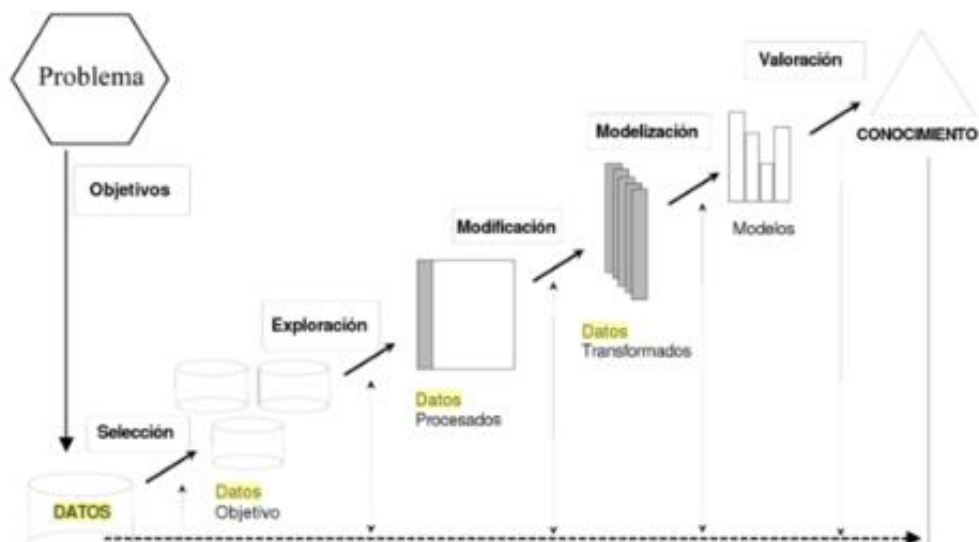 Problema
Objetivos
Valoración
CONOCIMIENTO
Modelización
Modelos
Modificación
Datos
Transformados
Exploración
Datos
Procesados
Selección
Datos
Objetivo
DATOS